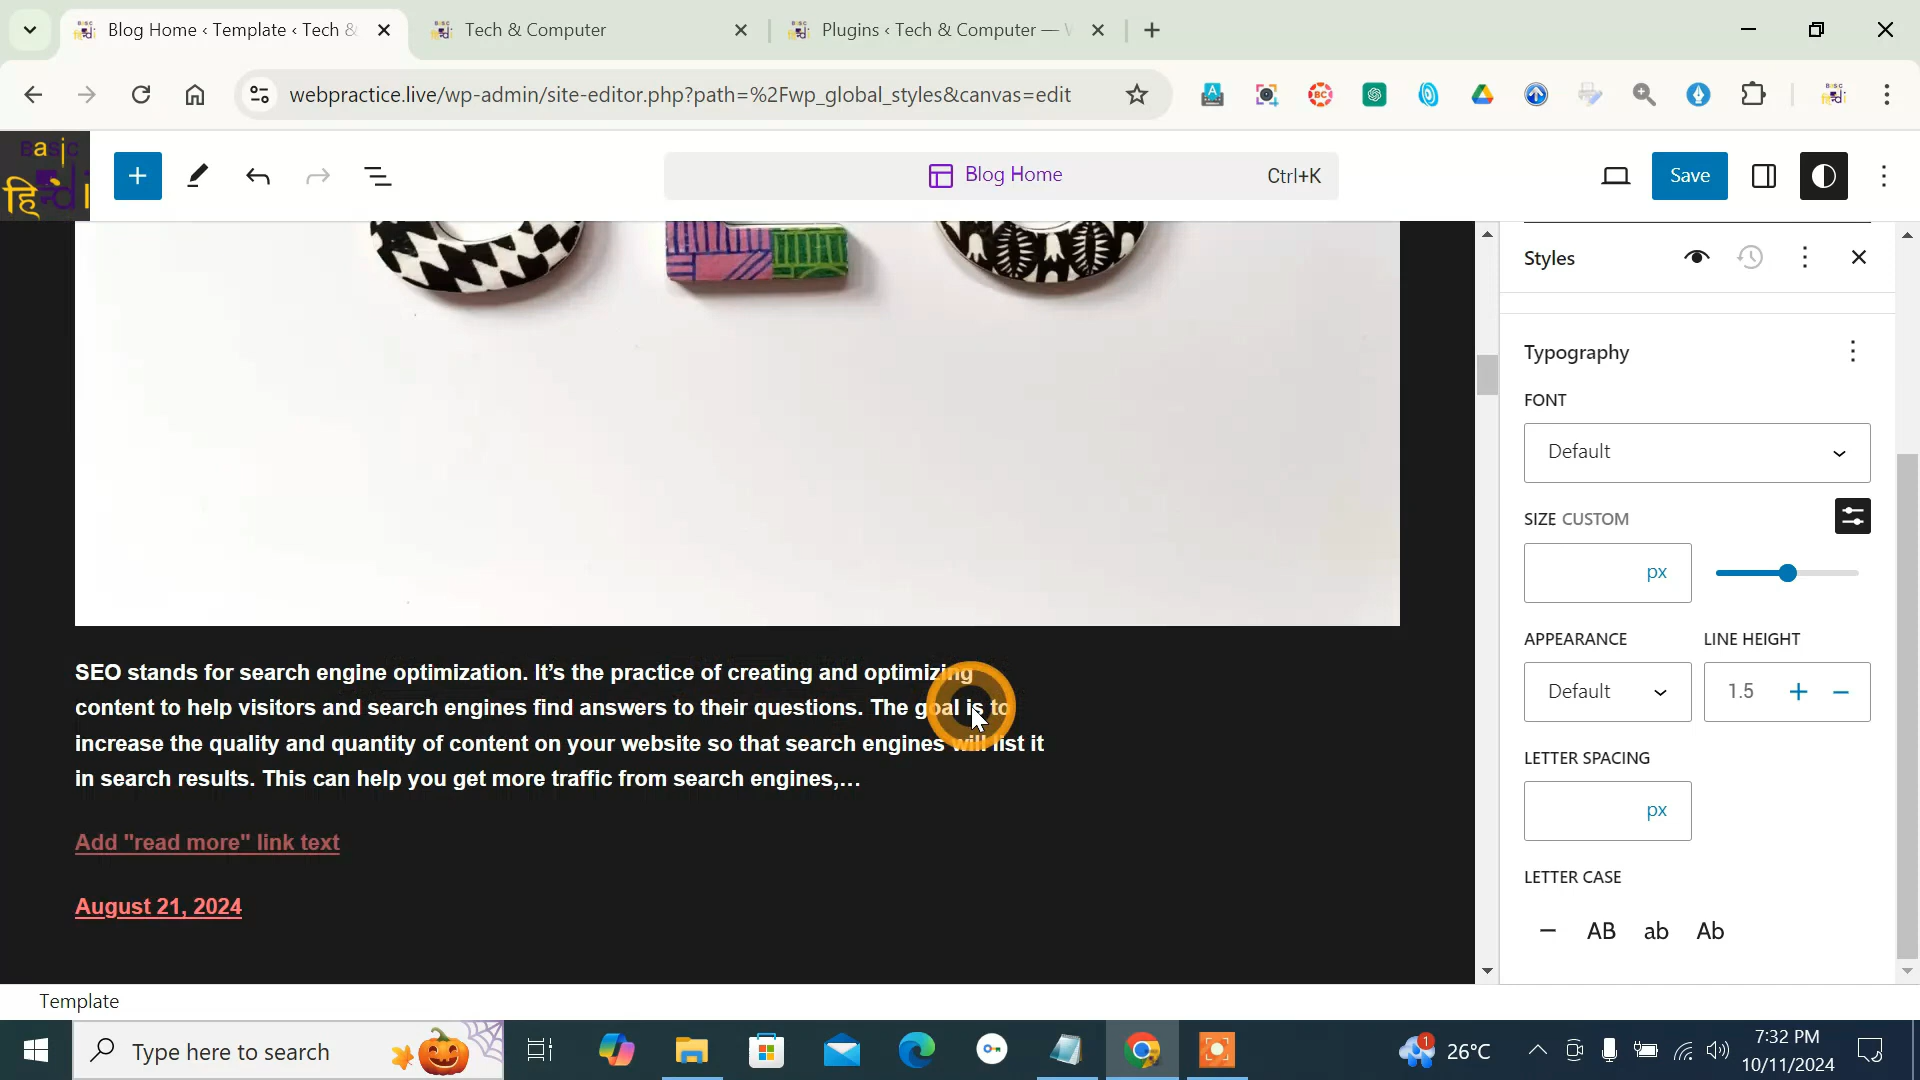 Blog Home ‹ Template ‹ Tech &
Tech & Computer
Plugins ‹ Tech & Computer —
webpractice.live/wp-admin/site-editor.php?path=%2Fwp_global_styles&canvas=edit
BC
Basic
हिन्दी
Blog Home
Ctrl+K
Save
Styles
Typography
FONT
Default
SIZE CUSTOM
px
APPEARANCE
LINE HEIGHT
Default
1.5
LETTER SPACING
px
LETTER CASE
AB
ab
Ab
SEO stands for search engine optimization. It’s the practice of creating and optimizing
content to help visitors and search engines find answers to their questions. The goal is to
increase the quality and quantity of content on your website so that search engines will list it
in search results. This can help you get more traffic from search engines,…
Add "read more" link text
August 21, 2024
Template
Type here to search
1
26°C
7:32 PM
10/11/2024